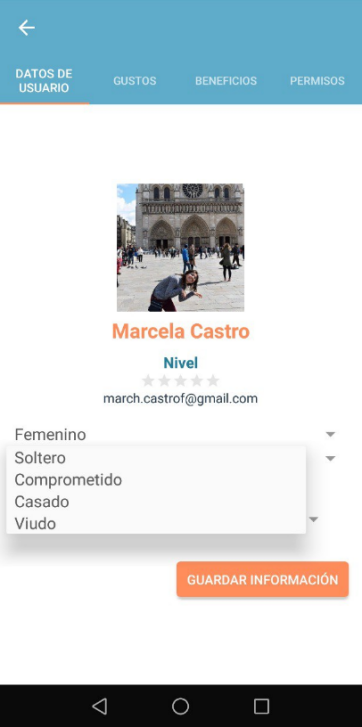 DATOS DE
USUARIO
GUSTOS
BENEFICIOS
PERMISOS
Marcela Castro
Nivel
march.castrof@gmail.com
Femenino
Soltero
Comprometido
Casado
Viudo
GUARDAR INFORMACIÓN